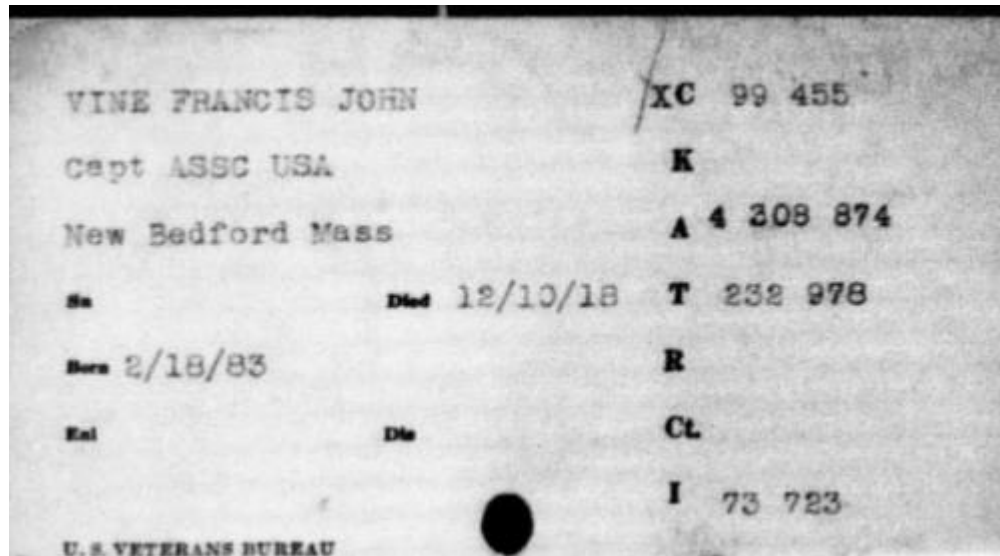 VINE FRANCIS JOHN XC 99 455
Capt ASSC USA K
New Bedford Mass A 4 308 874
Sn Died 12/10/18 T 232 978
Born 2/18/83 R
Enl Dis Ct.
I 73 723
U. S. VETERANS BUREAU